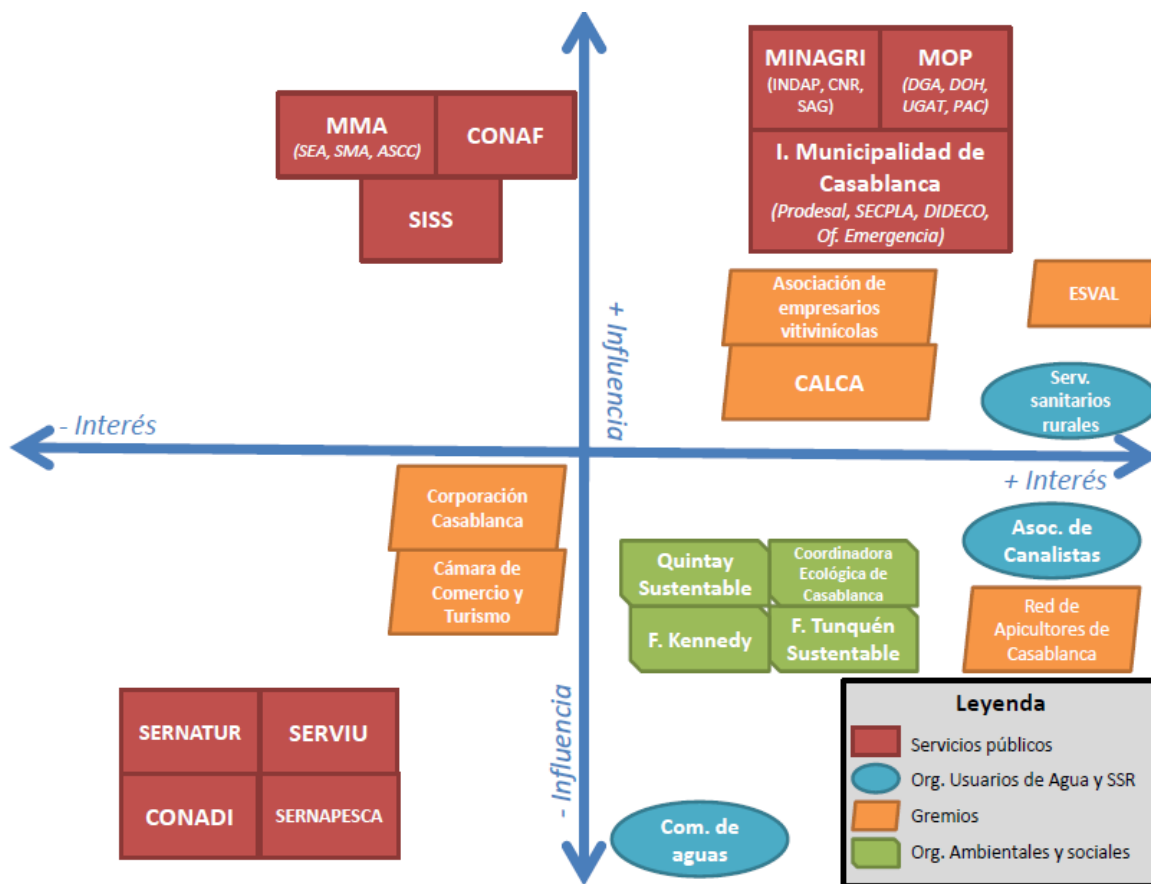 MINAGRI
(INDAP, CNR,
SAG)
MOP
(DGA, DOH,
UGAT, PAC)
MMA
(SEA, SMA, ASCC)
CONAF
SISS
I. Municipalidad de
Casablanca
(Prodesal, SECPLA, DIDECO,
Of. Emergencia)
Asociación de
empresarios
vitivinícolas
ESVAL
CALCA
Serv.
sanitarios
rurales
+ Influencia
- Interés
+ Interés
Corporación
Casablanca
Cámara de
Comercio y
Turismo
Quintay
Sustentable
Coordinadora
Ecológica de
Casablanca
F. Kennedy
F. Tunquén
Sustentable
Asoc. de
Canalistas
Red de
Apicultores de
Casablanca
SERNATUR
SERVIU
CONADI
SERNAPESCA
- Influencia
Com. de
aguas
Leyenda
Servicios públicos
Org. Usuarios de Agua y SSR
Gremios
Org. Ambientales y sociales